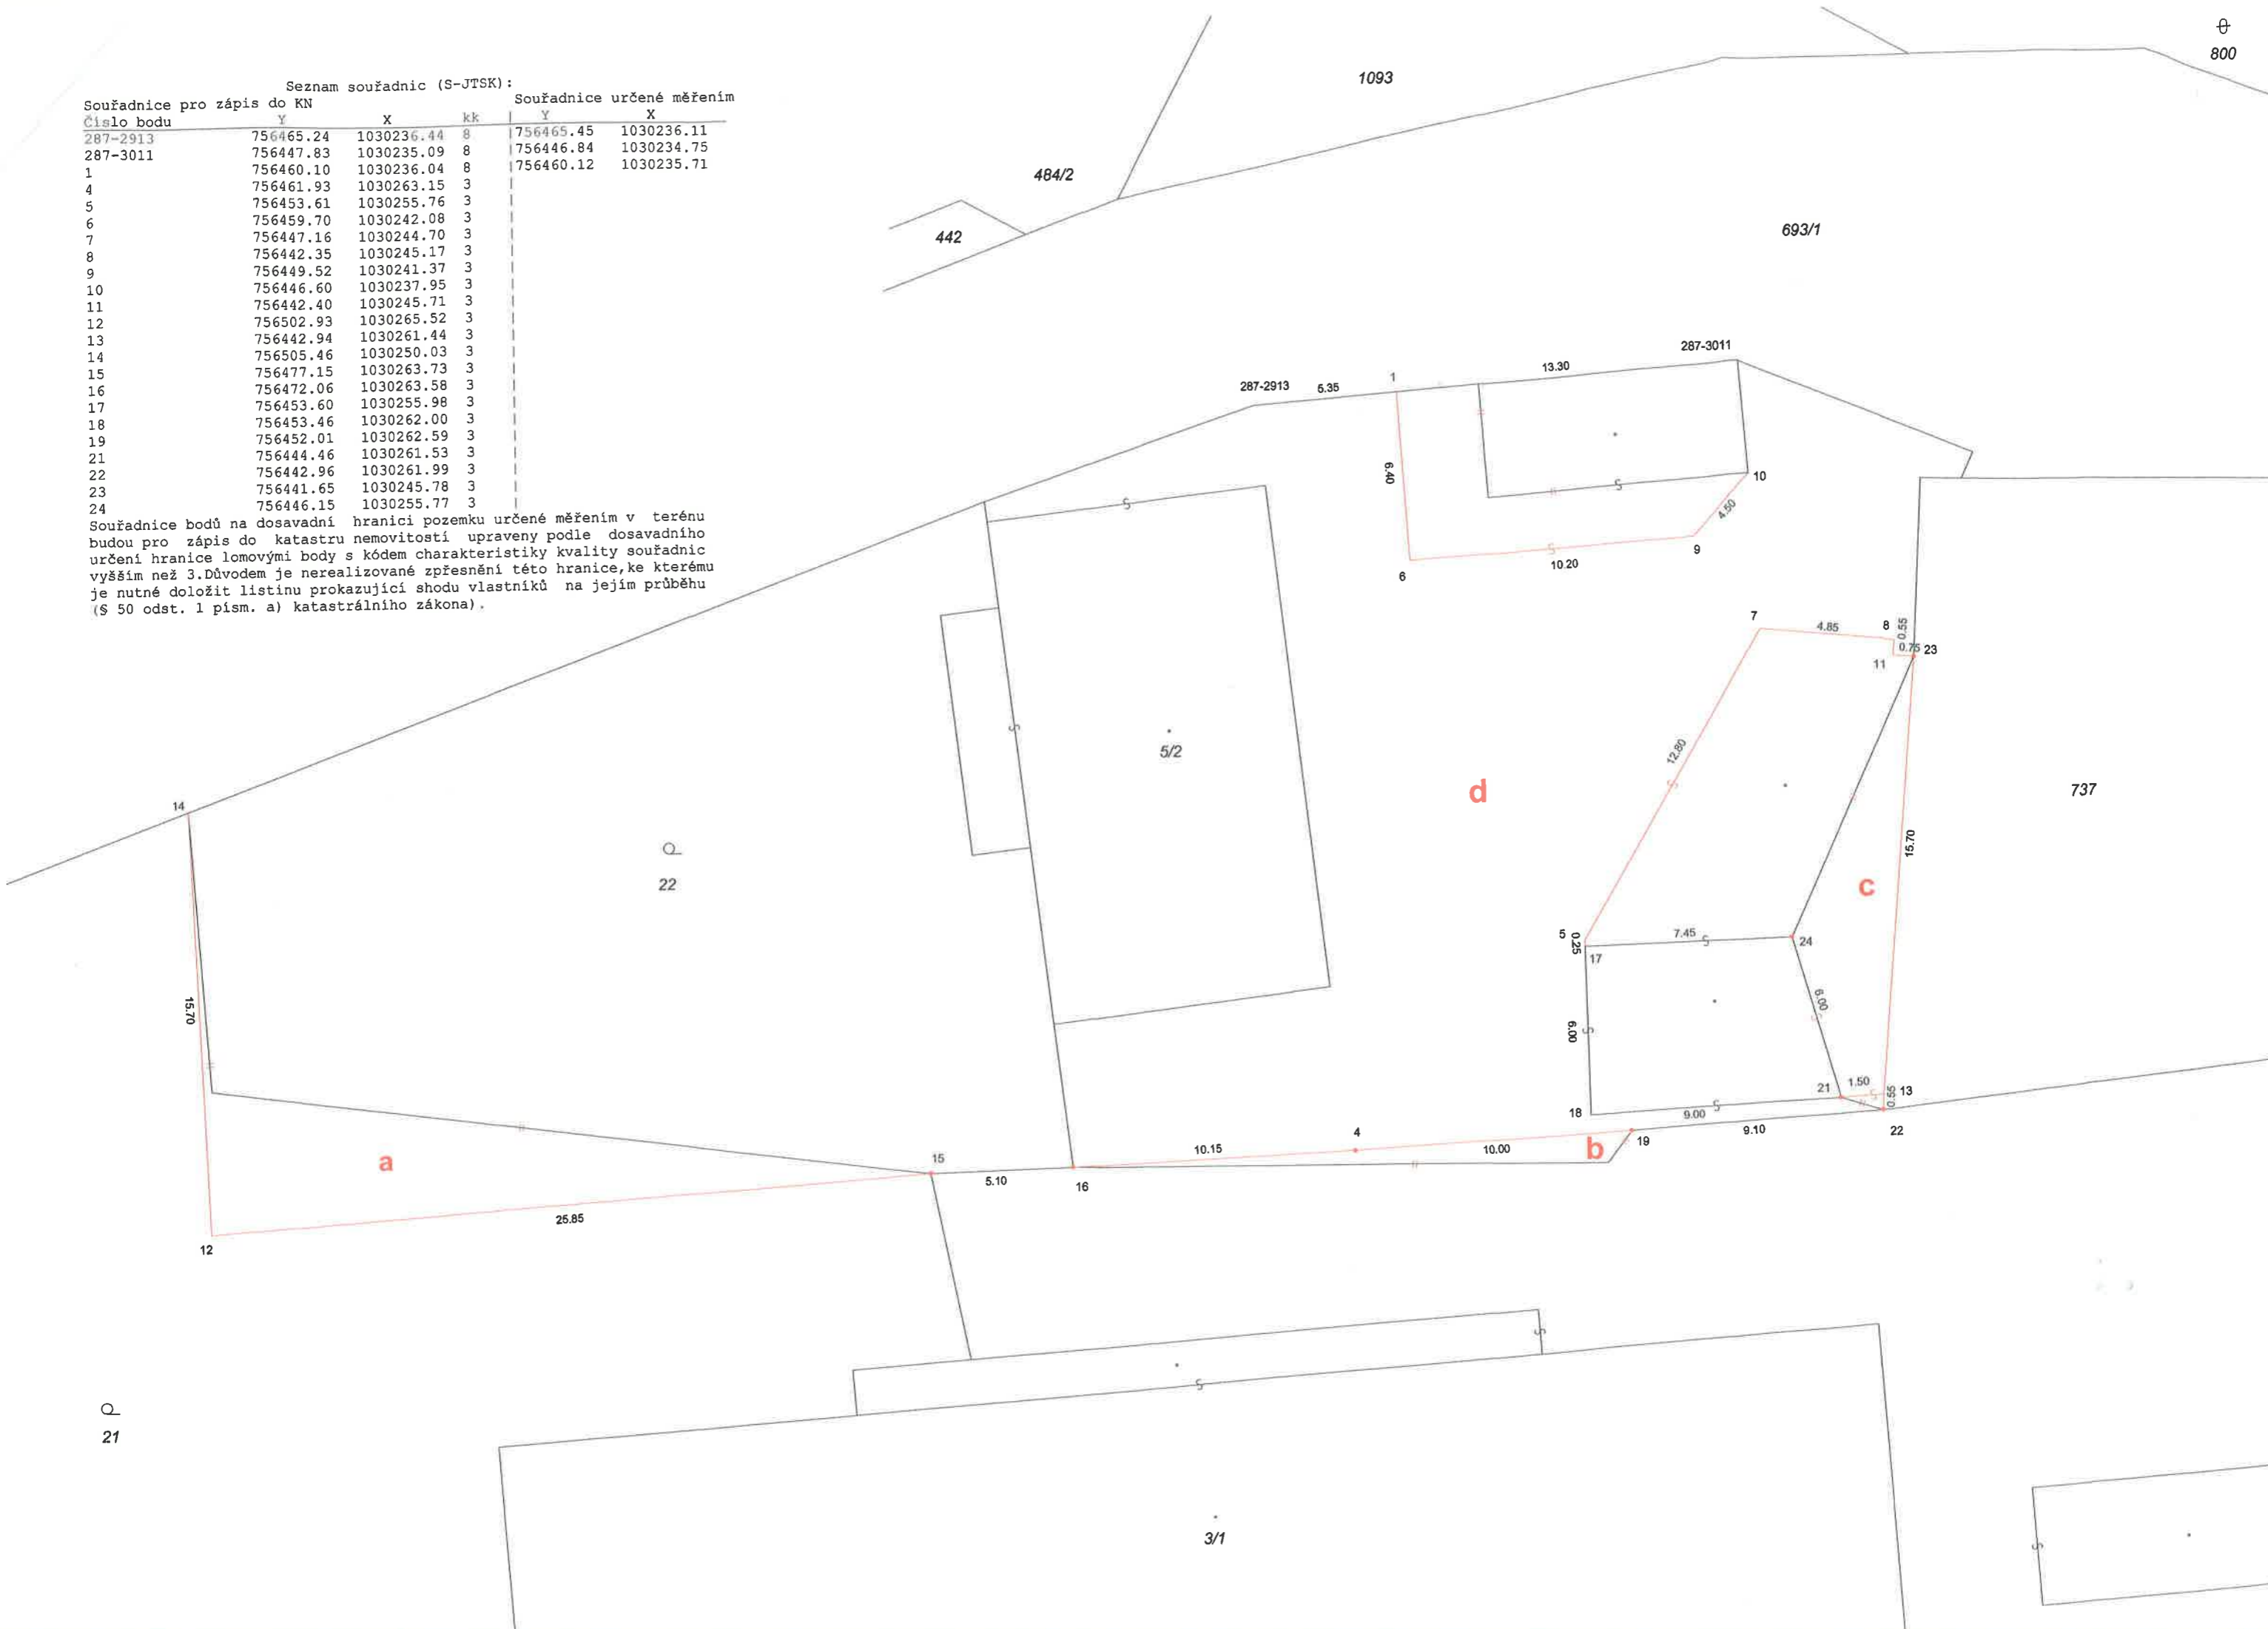 Seznam souřadnic (S-JTSK):
Souřadnice pro zápis do KN Souřadnice určené měřením
Číslo bodu Y X kk | Y X
287-2913 756465.24 1030236.44 8 | 756465.45 1030236.11
287-3011 756447.83 1030235.09 8 | 756446.84 1030234.75
1 756460.10 1030236.04 8 | 756460.12 1030235.71
4 756461.93 1030263.15 3 |
5 756453.61 1030255.76 3 |
6 756459.70 1030242.08 3 |
7 756447.16 1030244.70 3 |
8 756442.35 1030245.17 3 |
9 756449.52 1030241.37 3 |
10 756446.60 1030237.95 3 |
11 756442.40 1030245.71 3 |
12 756502.93 1030265.52 3 |
13 756442.94 1030261.44 3 |
14 756505.46 1030250.03 3 |
15 756477.15 1030263.73 3 |
16 756472.06 1030263.58 3 |
17 756453.60 1030255.98 3 |
18 756453.46 1030262.00 3 |
19 756452.01 1030262.59 3 |
21 756444.46 1030261.53 3 |
22 756442.96 1030261.99 3 |
23 756441.65 1030245.78 3 |
24 756446.15 1030255.77 3 |
Souřadnice bodů na dosavadní hranici pozemku určené měřením v terénu
budou pro zápis do katastru nemovitostí upraveny podle dosavadního
určení hranice lomovými body s kódem charakteristiky kvality souřadnic
vyšším než 3.Důvodem je nerealizované zpřesnění této hranice,ke kterému
je nutné doložit listinu prokazující shodu vlastníků na jejím průběhu
(§ 50 odst. 1 písm. a) katastrálního zákona).
800
1093
484/2
442
693/1
287-3011
13.30
1
287-2913
5.35
6.40
10
4.50
9
10.20
6
7
4.85
8
0.55
0.75
23
11
12.80
5/2
d
737
14
22
15.70
c
5
0.25
7.45
24
17
15.70
6.00
6.00
21
1.50
13
0.55
18
9.00
22
9.10
19
b
4
10.15
10.00
a
15
5.10
16
25.85
12
21
3/1